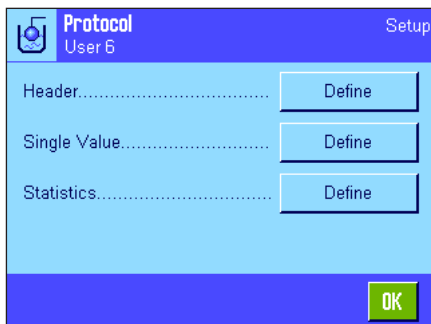 Protocol Setup
User 6
Header.................................. Define
Single Value........................... Define
Statistics................................ Define
OK